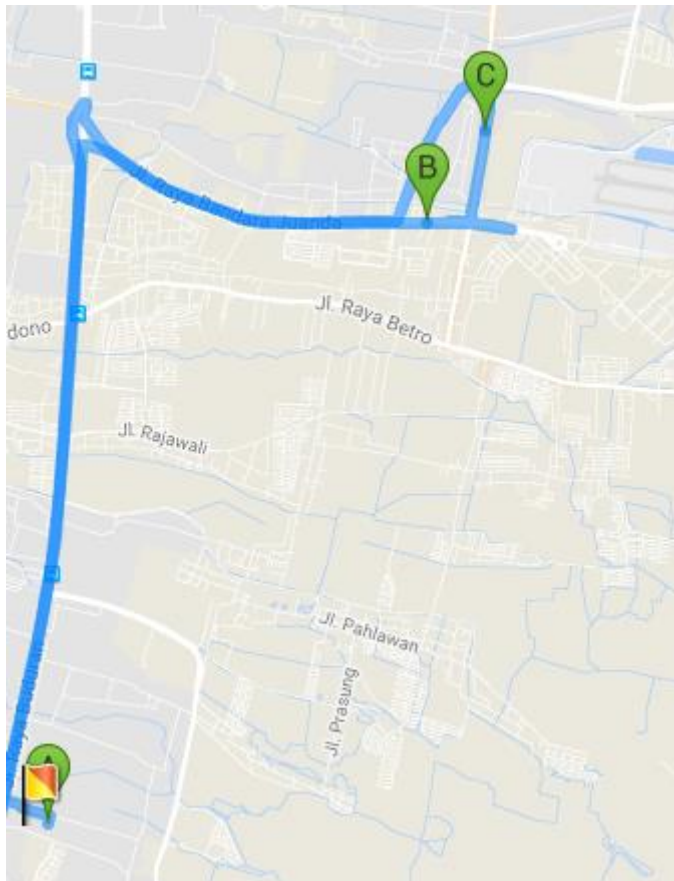 C
B
Jl. Raya Bandara Juanda
Jl. Raya Betro
dono
Jl. Rajawali
Jl. Pahlawan
Jl. Prasung
A